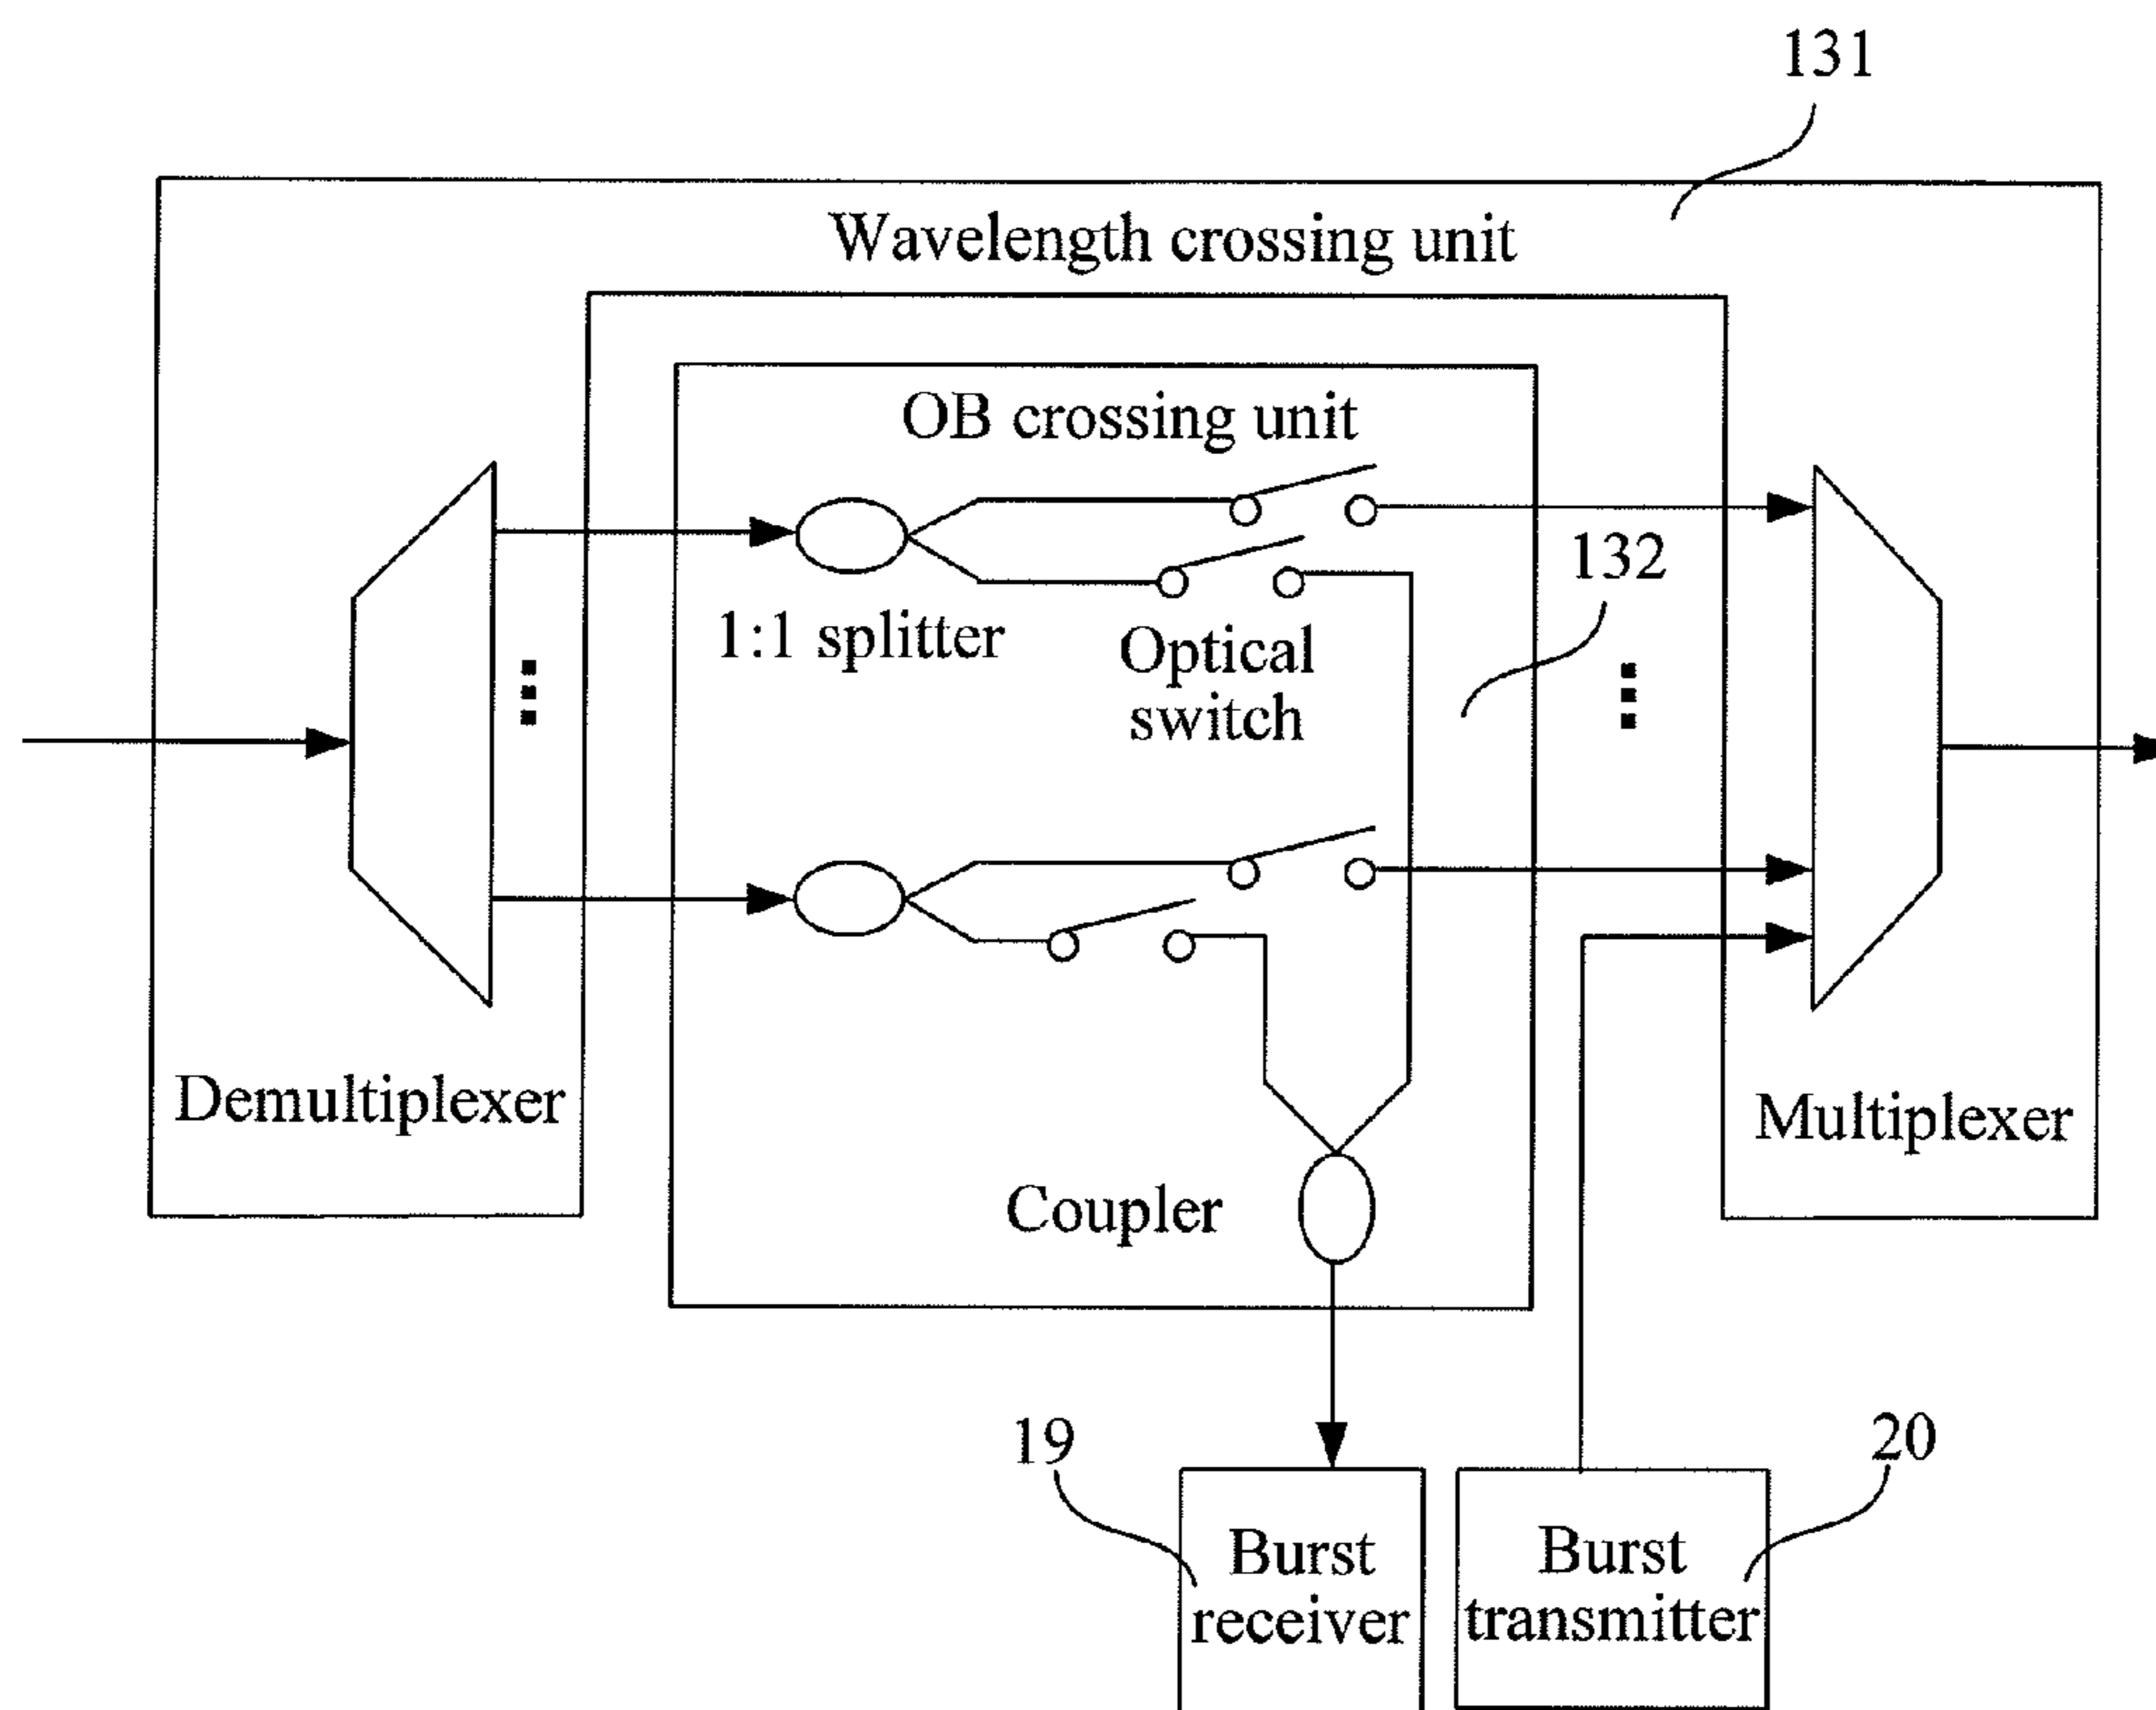 131
Wavelength crossing unit
OB crossing unit
132
1:1 splitter
Optical
switch
Demultiplexer
Multiplexer
Coupler
19
20
Burst
receiver
Burst
transmitter